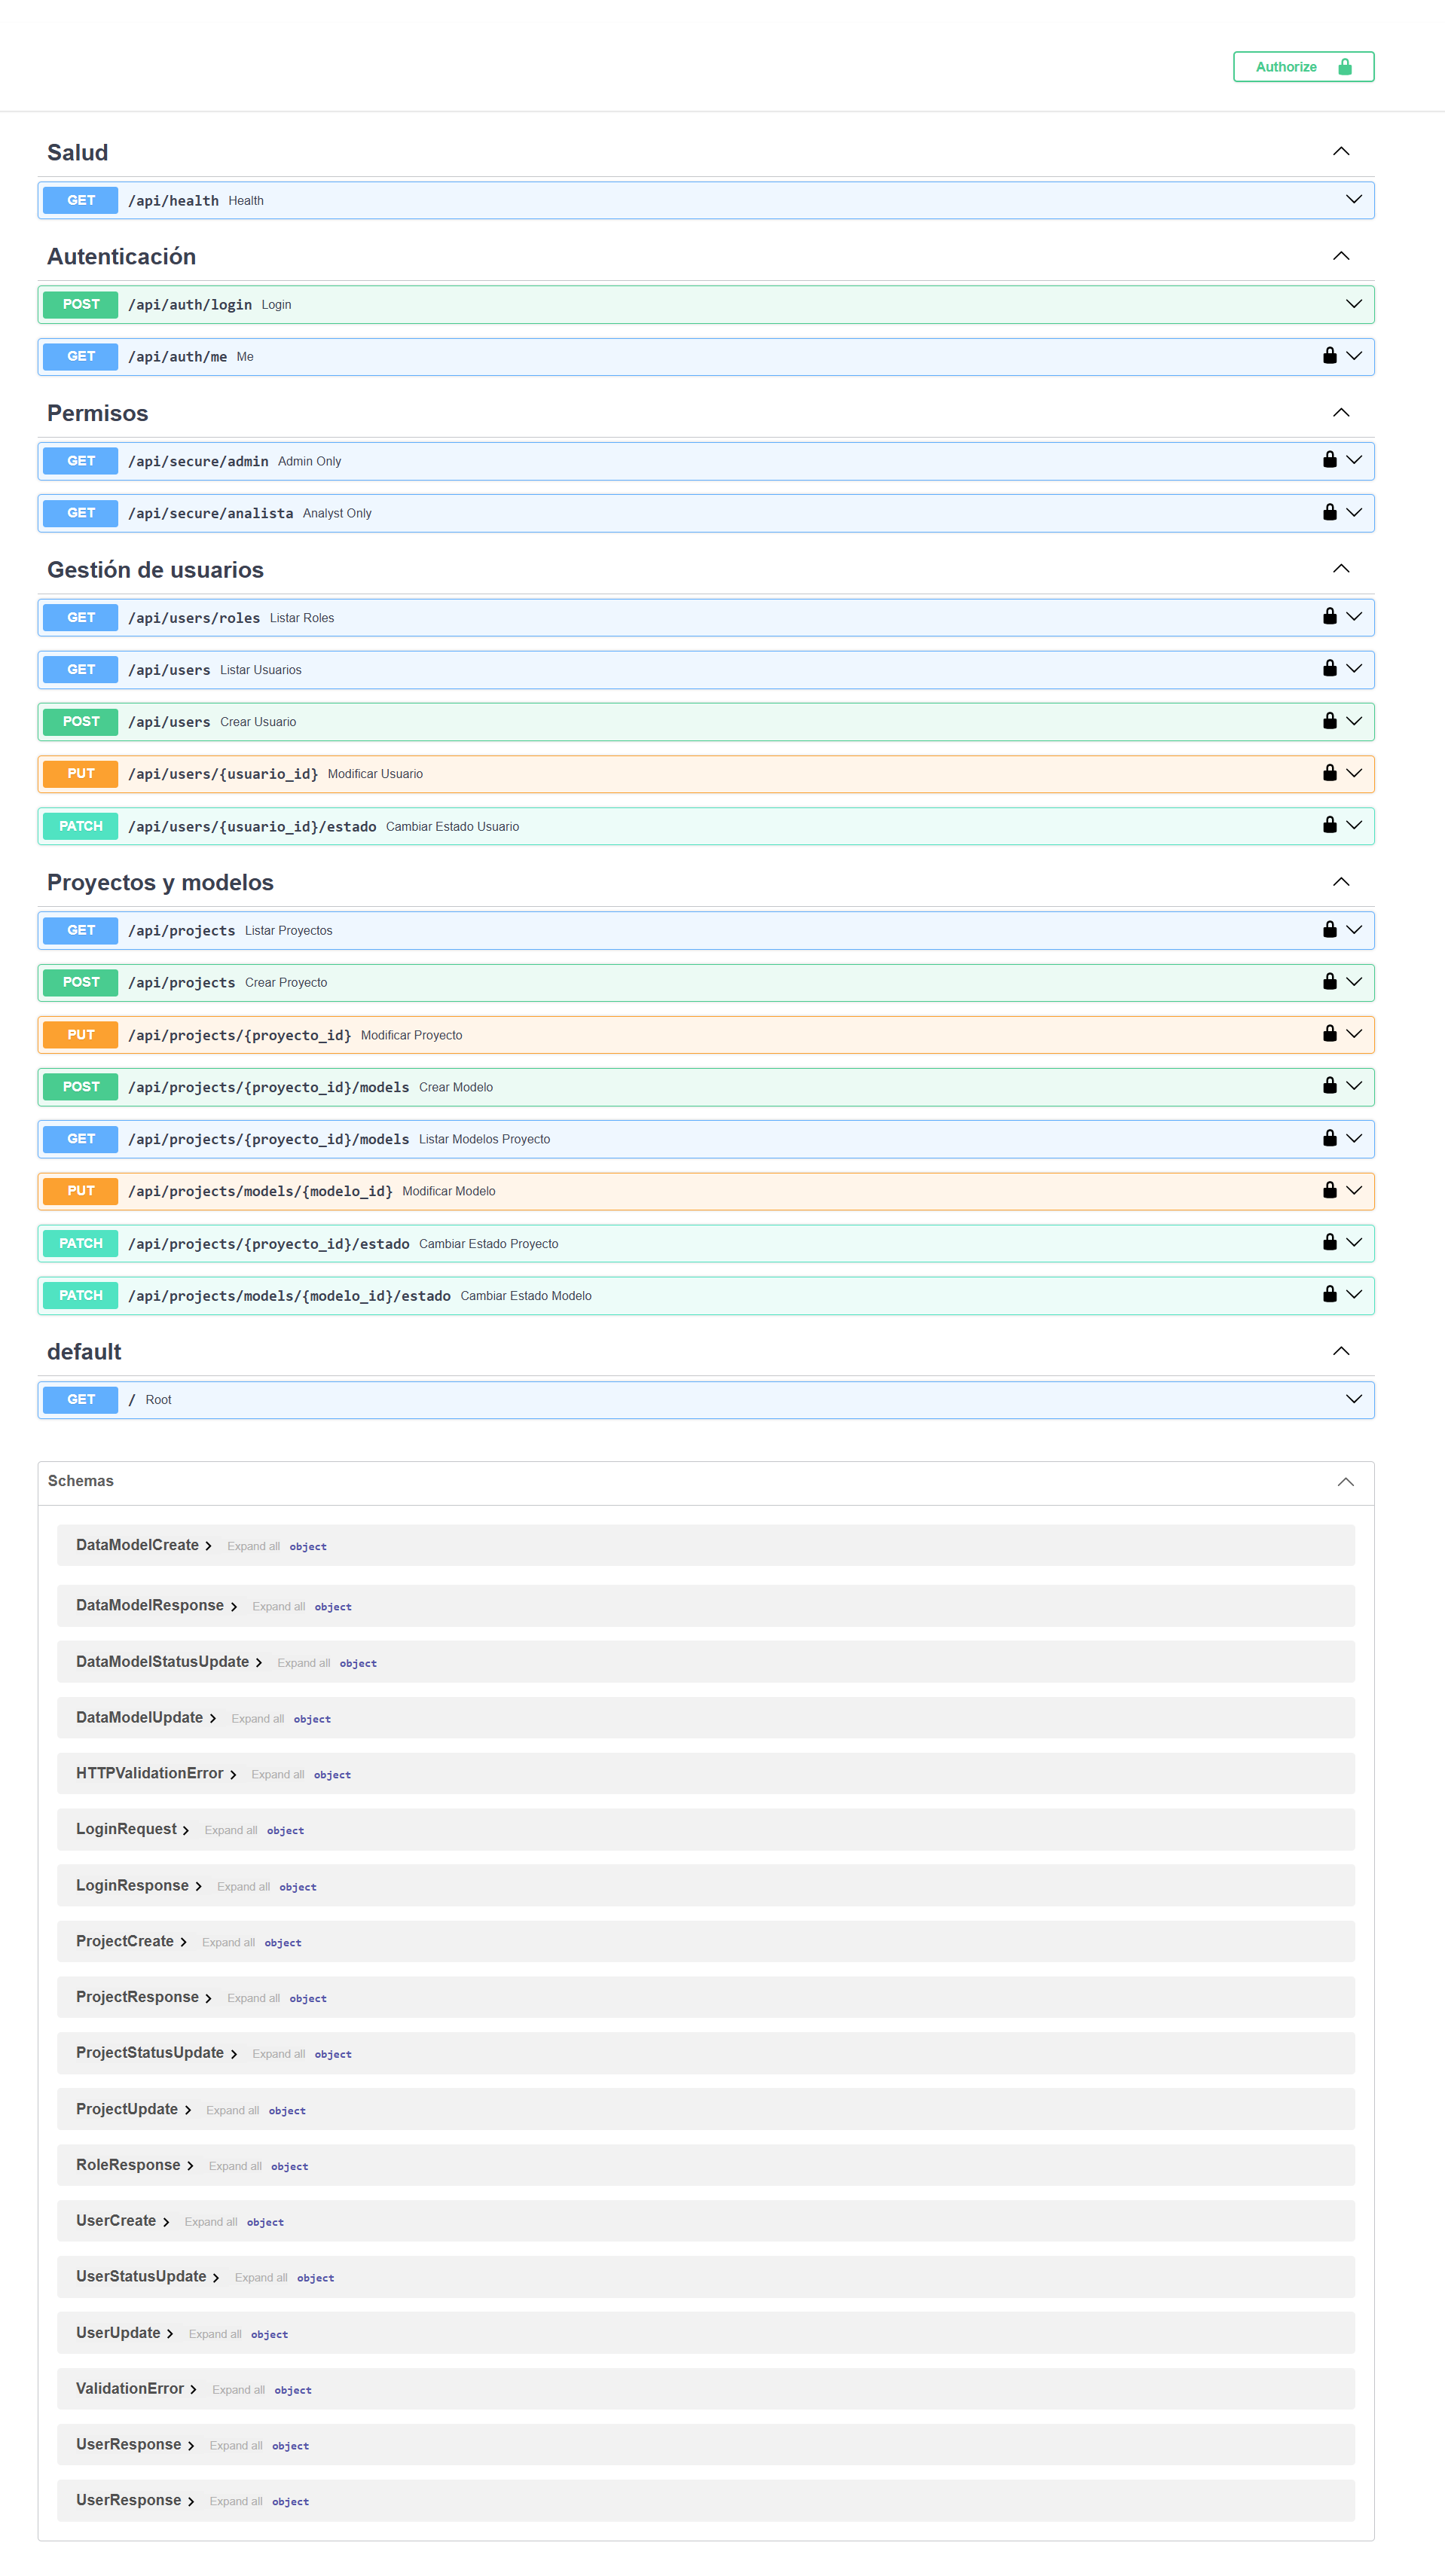 Authorize
Salud
GET /api/health Health
Autenticación
POST /api/auth/login Login
GET /api/auth/me Me
Permisos
GET /api/secure/admin Admin Only
GET /api/secure/analista Analyst Only
Gestión de usuarios
GET /api/users/roles Listar Roles
GET /api/users Listar Usuarios
POST /api/users Crear Usuario
PUT /api/users/{usuario_id} Modificar Usuario
PATCH /api/users/{usuario_id}/estado Cambiar Estado Usuario
Proyectos y modelos
GET /api/projects Listar Proyectos
POST /api/projects Crear Proyecto
PUT /api/projects/{proyecto_id} Modificar Proyecto
POST /api/projects/{proyecto_id}/models Crear Modelo
GET /api/projects/{proyecto_id}/models Listar Modelos Proyecto
PUT /api/projects/models/{modelo_id} Modificar Modelo
PATCH /api/projects/{proyecto_id}/estado Cambiar Estado Proyecto
PATCH /api/projects/models/{modelo_id}/estado Cambiar Estado Modelo
default
GET / Root
Schemas
DataModelCreate Expand all object
DataModelResponse Expand all object
DataModelStatusUpdate Expand all object
DataModelUpdate Expand all object
HTTPValidationError Expand all object
LoginRequest Expand all object
LoginResponse Expand all object
ProjectCreate Expand all object
ProjectResponse Expand all object
ProjectStatusUpdate Expand all object
ProjectUpdate Expand all object
RoleResponse Expand all object
UserCreate Expand all object
UserStatusUpdate Expand all object
UserUpdate Expand all object
ValidationError Expand all object
UserResponse Expand all object
UserResponse Expand all object